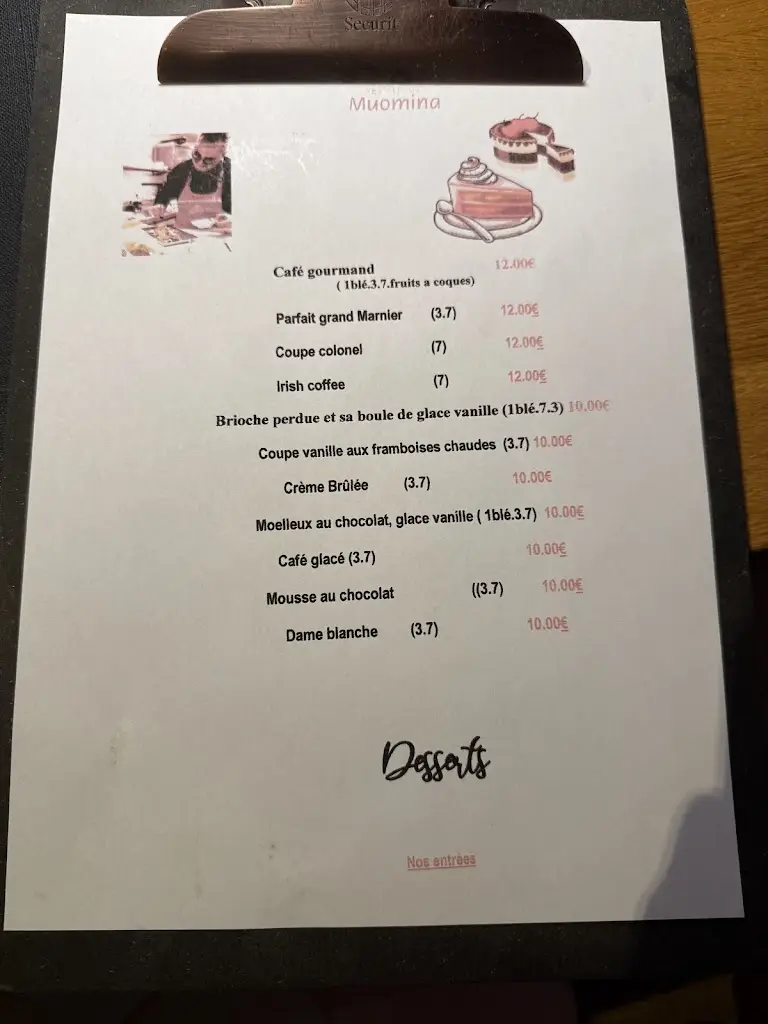 Securit
Muomina
Café gourmand 12.00€
( 1blé.3.7.fruits a coques)
Parfait grand Marnier (3.7) 12.00€
Coupe colonel (7) 12.00€
Irish coffee (7) 12.00€
Brioche perdue et sa boule de glace vanille (1blé.7.3) 10.00€
Coupe vanille aux framboises chaudes (3.7) 10.00€
Crème Brûlée (3.7) 10.00€
Moelleux au chocolat, glace vanille ( 1blé.3.7) 10.00€
Café glacé (3.7) 10.00€
Mousse au chocolat ((3.7) 10.00€
Dame blanche (3.7) 10.00€
Desserts
Nos entrées